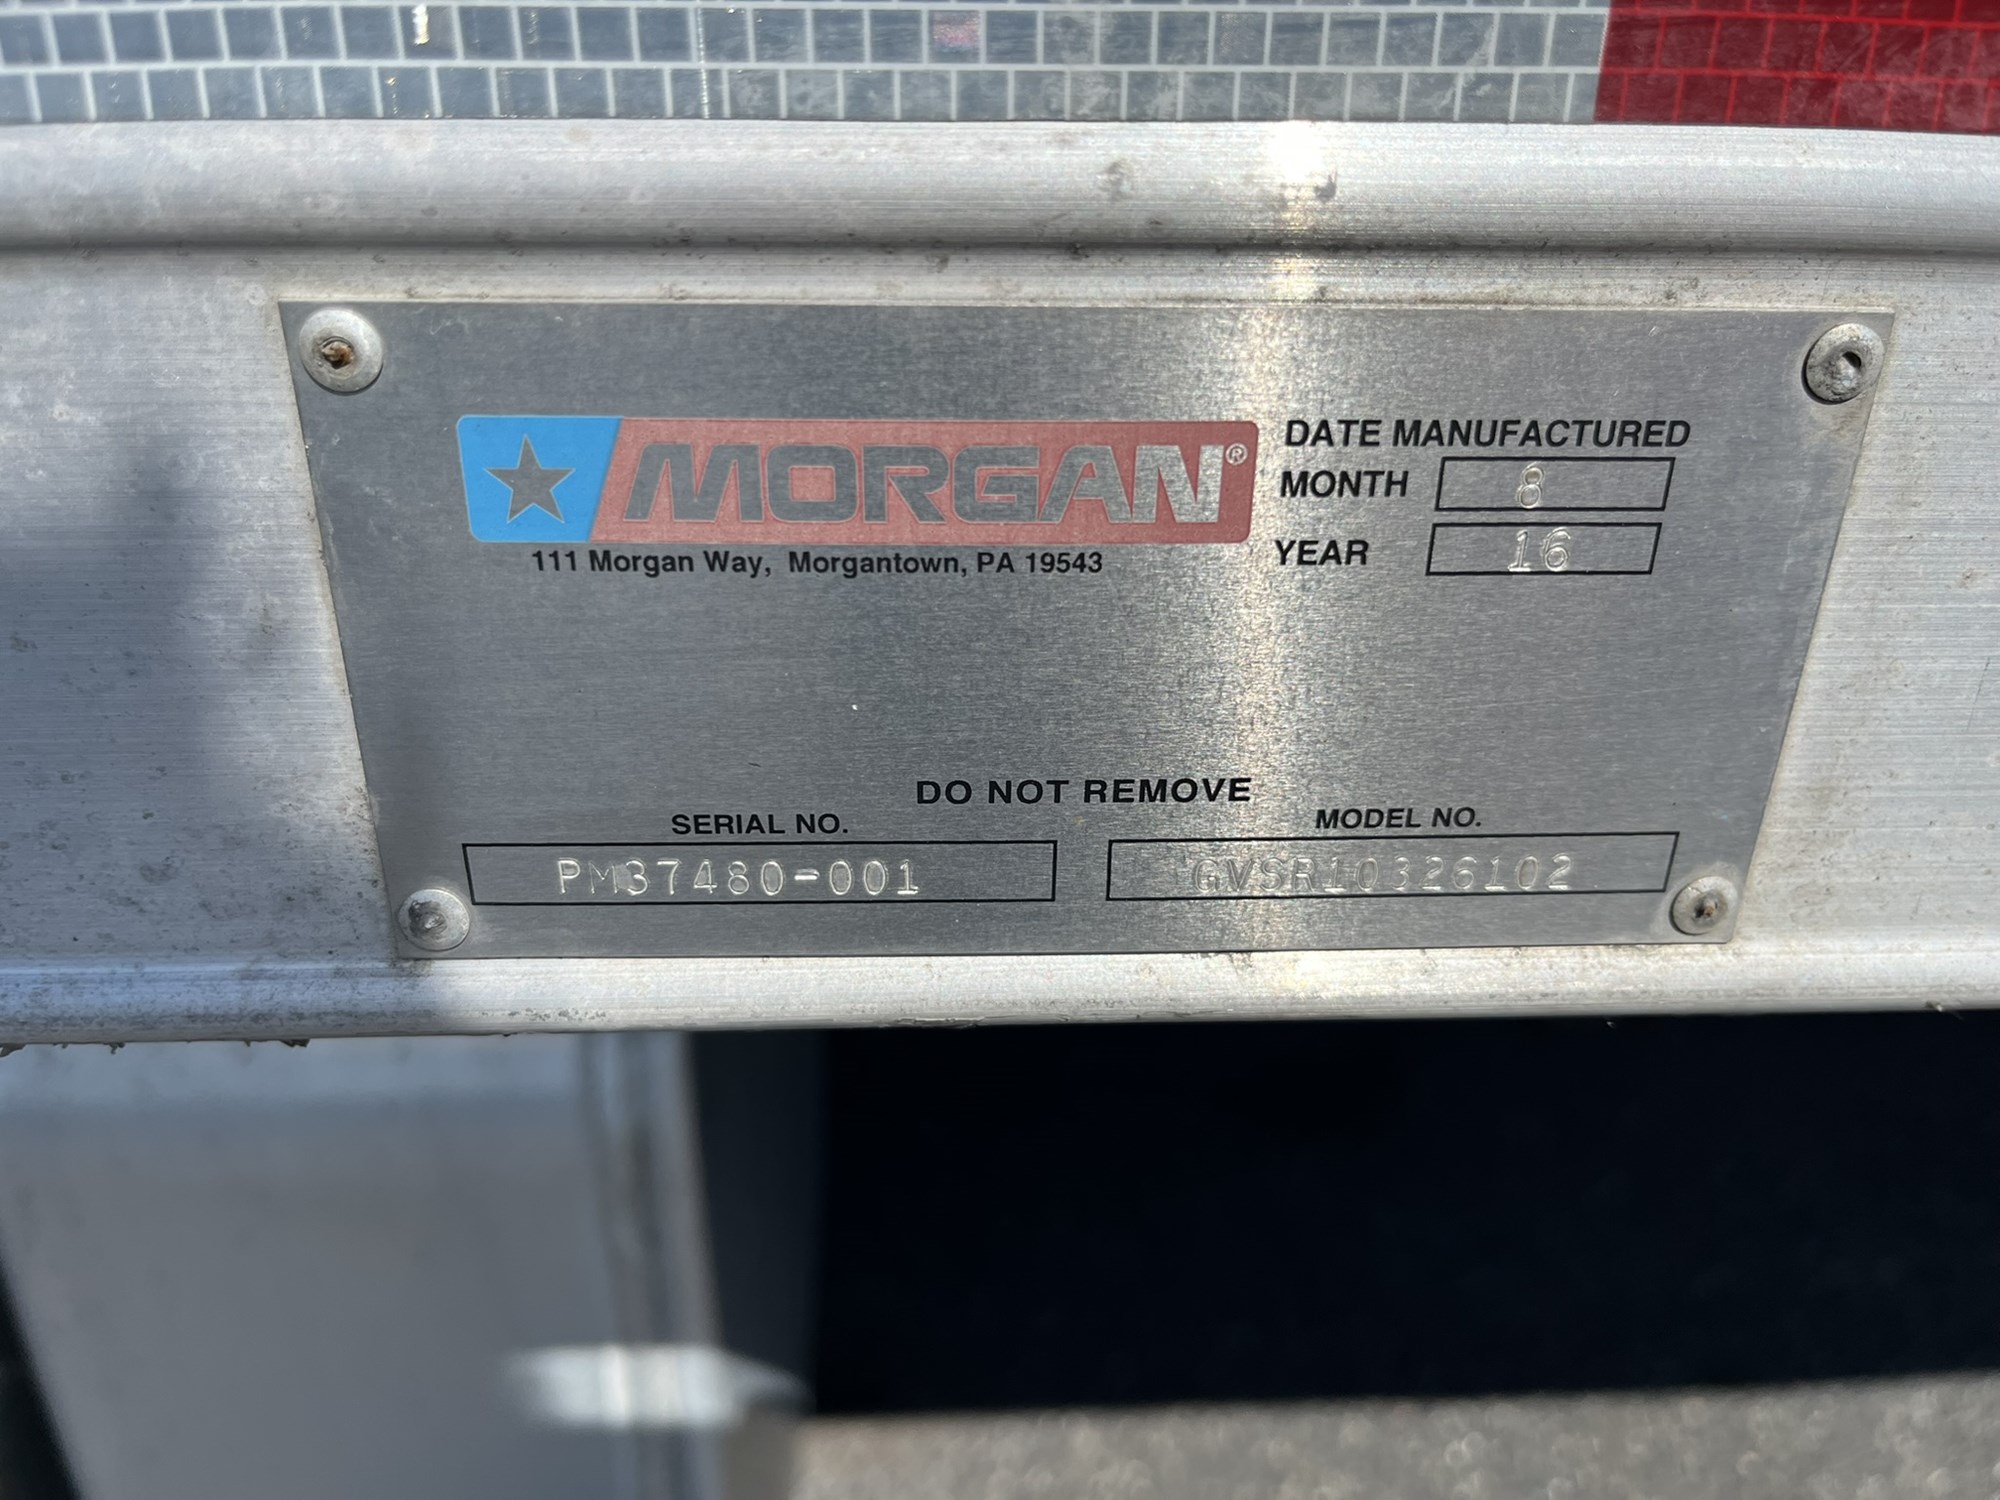 MORGAN®
111 Morgan Way, Morgantown, PA 19543
DATE MANUFACTURED
MONTH 8
YEAR 16
DO NOT REMOVE
SERIAL NO.
PM37480-001
MODEL NO.
GVSR10326102